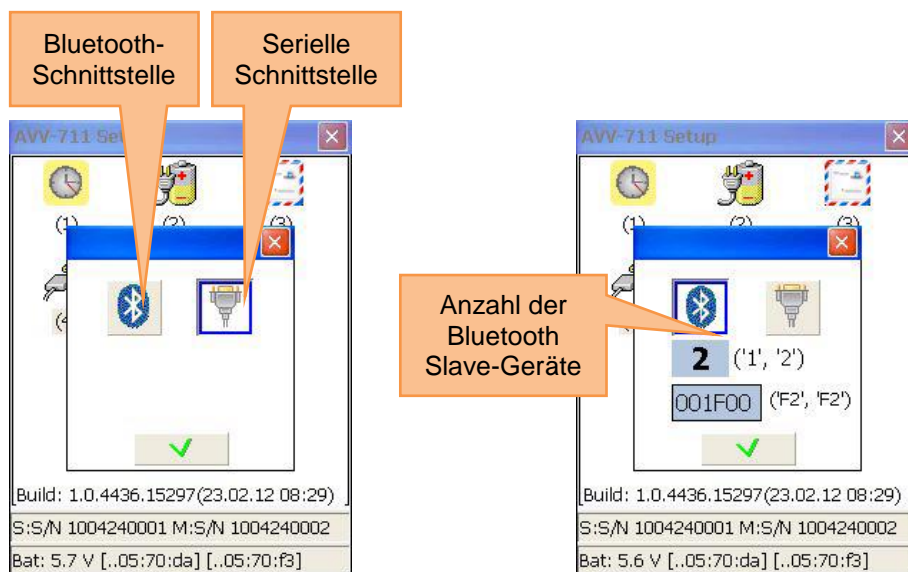 Bluetooth-
Schnittstelle
Serielle
Schnittstelle
AVV-711 Set
(1)
(2)
(3)
(4
Build: 1.0.4436.15297(23.02.12 08:29)
S:S/N 1004240001 M:S/N 1004240002
Bat: 5.7 V [..05:70:da] [..05:70:f3]
AVV-711 Setup
(1)
(2)
(3)
Anzahl der
Bluetooth
Slave-Geräte
2 ('1', '2')
001F00 ('F2', 'F2')
Build: 1.0.4436.15297(23.02.12 08:29)
S:S/N 1004240001 M:S/N 1004240002
Bat: 5.6 V [..05:70:da] [..05:70:f3]